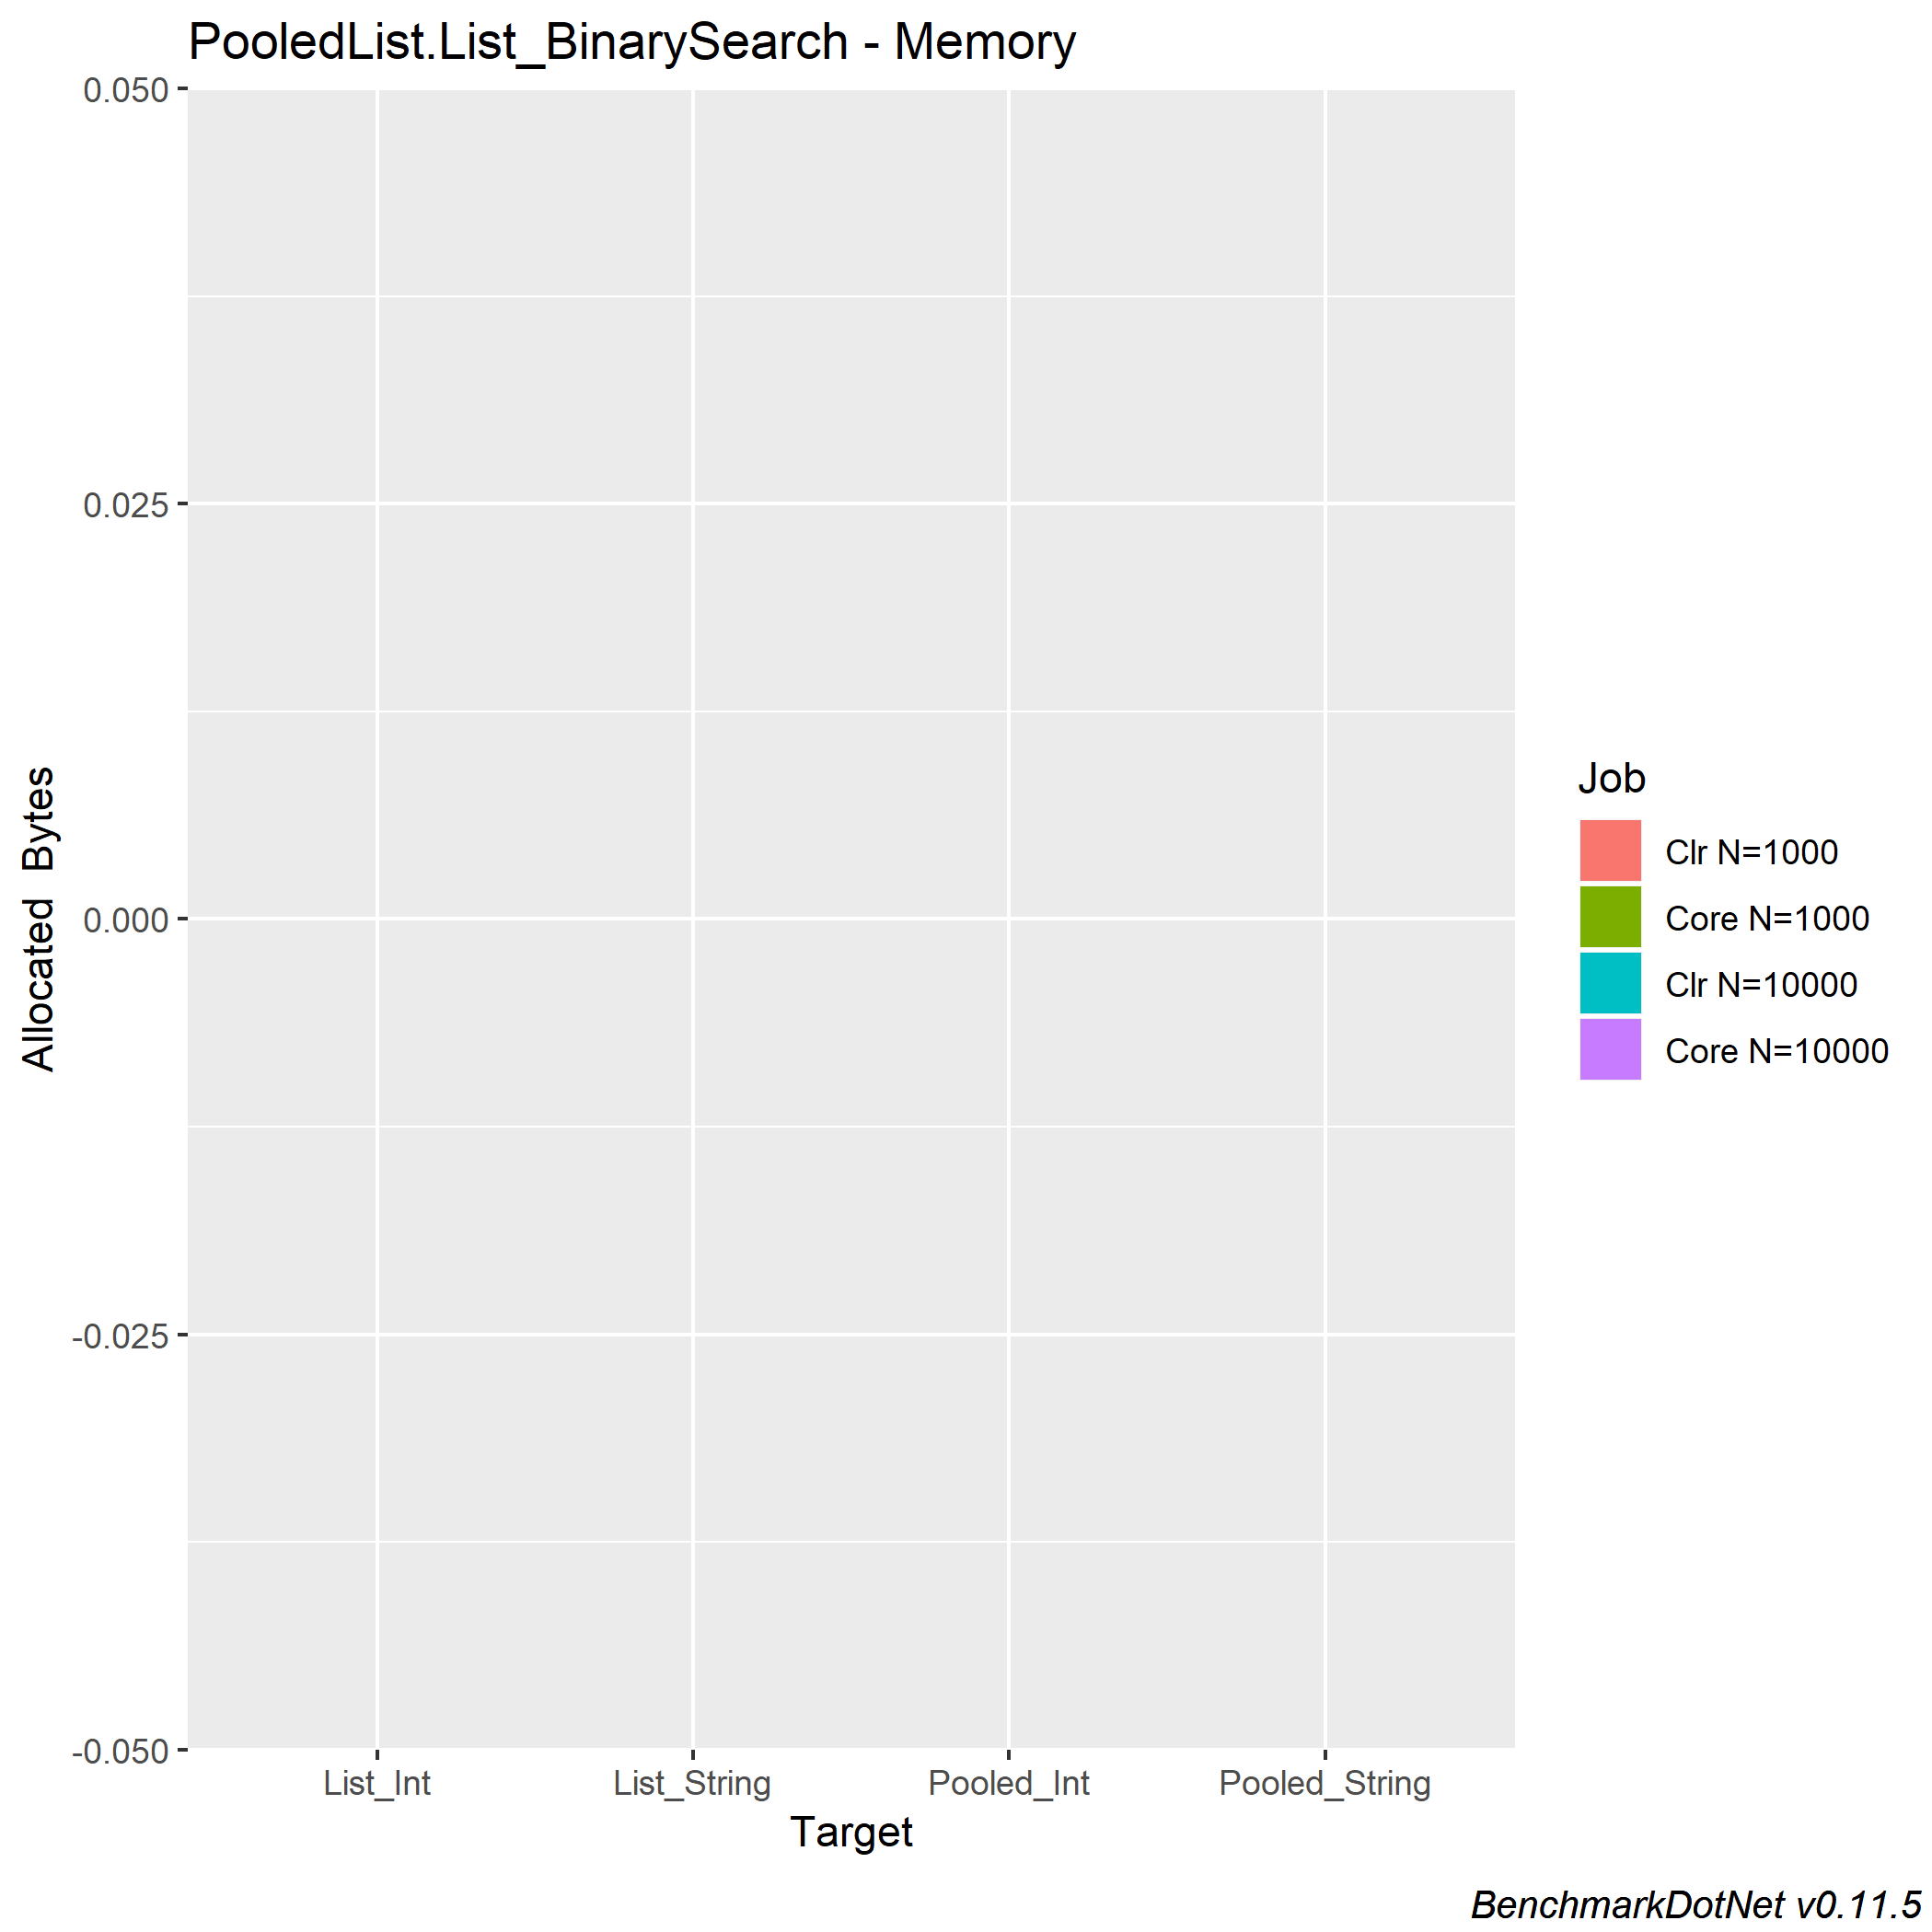 PooledList.List_BinarySearch - Memory
0.050
0.025
0.000
-0.025
-0.050
Allocated Bytes
List_Int
List_String
Pooled_Int
Pooled_String
Target
Job
Clr N=1000
Core N=1000
Clr N=10000
Core N=10000
BenchmarkDotNet v0.11.5